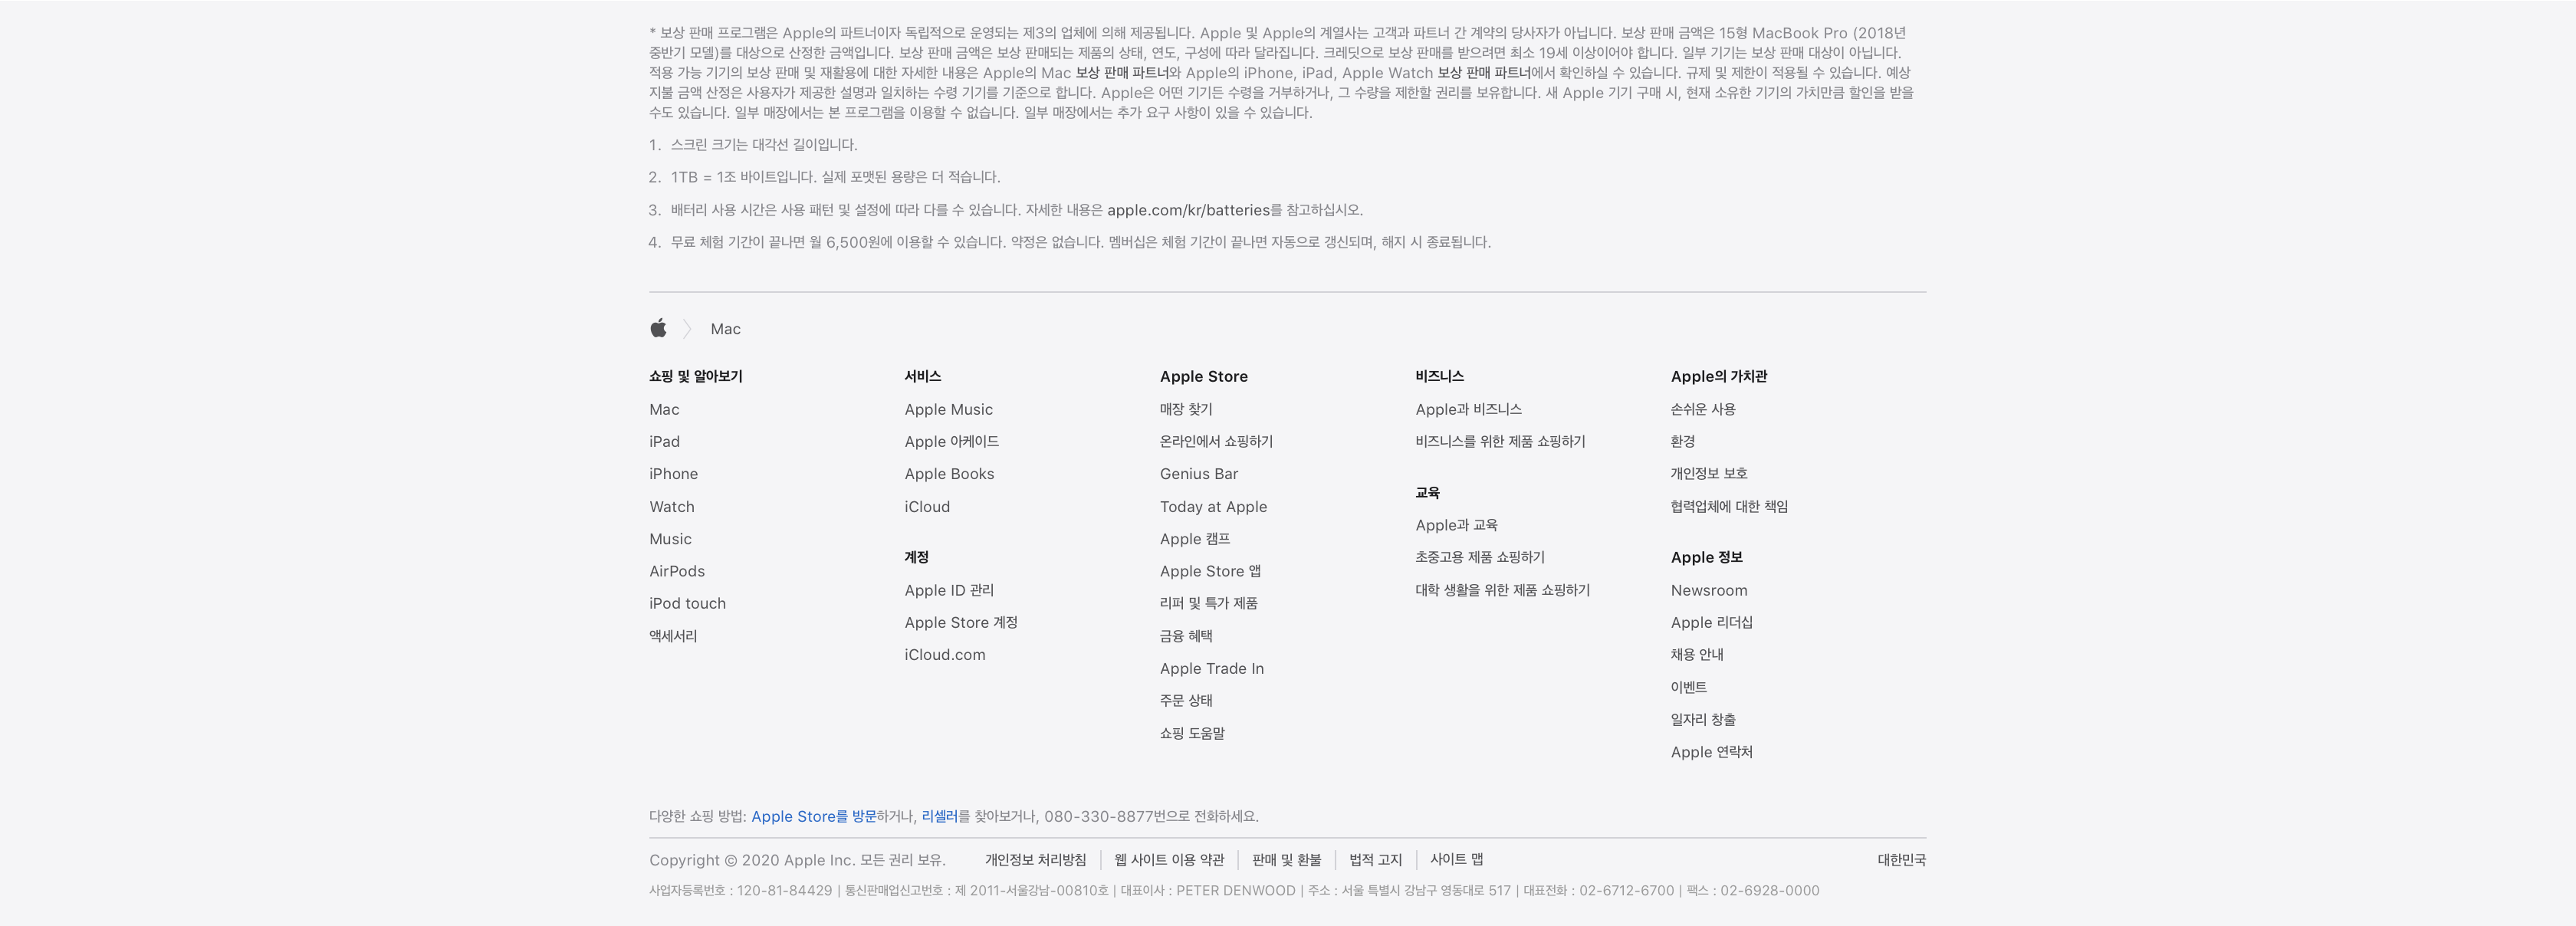 * 보상 판매 프로그램은 Apple의 파트너이자 독립적으로 운영되는 제3의 업체에 의해 제공됩니다. Apple 및 Apple의 계열사는 고객과 파트너 간 계약의 당사자가 아닙니다. 보상 판매 금액은 15형 MacBook Pro (2018년
중반기 모델)를 대상으로 산정한 금액입니다. 보상 판매 금액은 보상 판매되는 제품의 상태, 연도, 구성에 따라 달라집니다. 크레딧으로 보상 판매를 받으려면 최소 19세 이상이어야 합니다. 일부 기기는 보상 판매 대상이 아닙니다.
적용 가능 기기의 보상 판매 및 재활용에 대한 자세한 내용은 Apple의 Mac 보상 판매 파트너와 Apple의 iPhone, iPad, Apple Watch 보상 판매 파트너에서 확인하실 수 있습니다. 규제 및 제한이 적용될 수 있습니다. 예상
지불 금액 산정은 사용자가 제공한 설명과 일치하는 수령 기기를 기준으로 합니다. Apple은 어떤 기기든 수령을 거부하거나, 그 수량을 제한할 권리를 보유합니다. 새 Apple 기기 구매 시, 현재 소유한 기기의 가치만큼 할인을 받을
수도 있습니다. 일부 매장에서는 본 프로그램을 이용할 수 없습니다. 일부 매장에서는 추가 요구 사항이 있을 수 있습니다.
1. 스크린 크기는 대각선 길이입니다.
2. 1TB = 1조 바이트입니다. 실제 포맷된 용량은 더 적습니다.
3. 배터리 사용 시간은 사용 패턴 및 설정에 따라 다를 수 있습니다. 자세한 내용은 apple.com/kr/batteries를 참고하십시오.
4. 무료 체험 기간이 끝나면 월 6,500원에 이용할 수 있습니다. 약정은 없습니다. 멤버십은 체험 기간이 끝나면 자동으로 갱신되며, 해지 시 종료됩니다.
Mac
쇼핑 및 알아보기
Mac
iPad
iPhone
Watch
Music
AirPods
iPod touch
액세서리
서비스
Apple Music
Apple 아케이드
Apple Books
iCloud
계정
Apple ID 관리
Apple Store 계정
iCloud.com
Apple Store
매장 찾기
온라인에서 쇼핑하기
Genius Bar
Today at Apple
Apple 캠프
Apple Store 앱
리퍼 및 특가 제품
금융 혜택
Apple Trade In
주문 상태
쇼핑 도움말
비즈니스
Apple과 비즈니스
비즈니스를 위한 제품 쇼핑하기
교육
Apple과 교육
초중고용 제품 쇼핑하기
대학 생활을 위한 제품 쇼핑하기
Apple의 가치관
손쉬운 사용
환경
개인정보 보호
협력업체에 대한 책임
Apple 정보
Newsroom
Apple 리더십
채용 안내
이벤트
일자리 창출
Apple 연락처
다양한 쇼핑 방법: Apple Store를 방문하거나, 리셀러를 찾아보거나, 080-330-8877번으로 전화하세요.
Copyright © 2020 Apple Inc. 모든 권리 보유. 개인정보 처리방침 | 웹 사이트 이용 약관 | 판매 및 환불 | 법적 고지 | 사이트 맵 대한민국
사업자등록번호 : 120-81-84429 | 통신판매업신고번호 : 제 2011-서울강남-00810호 | 대표이사 : PETER DENWOOD | 주소 : 서울 특별시 강남구 영동대로 517 | 대표전화 : 02-6712-6700 | 팩스 : 02-6928-0000